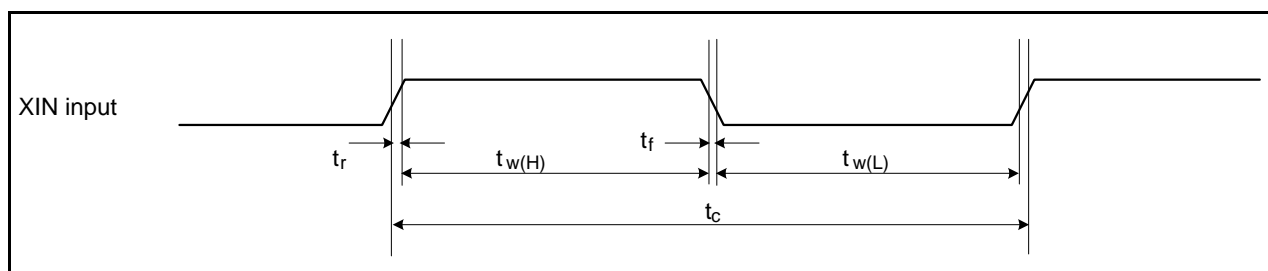 XIN input
tr
tw(H)
tf
tw(L)
tc